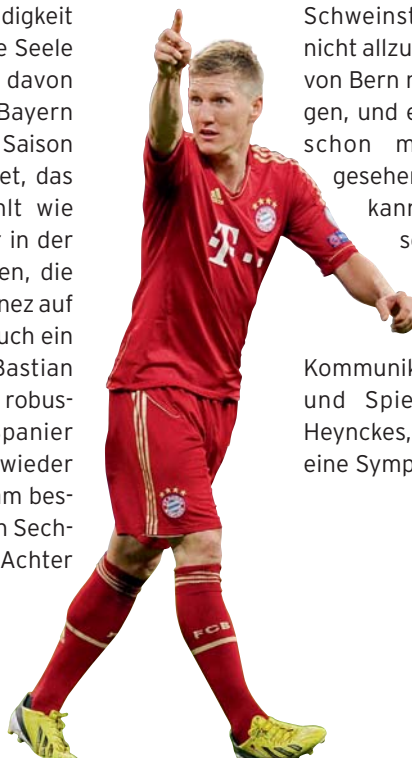 digkeit
e Seele
davon
Bayern
Saison
et, das
hlt wie
r in der
en, die
nez auf
uch ein
Bastian
robus-
panier
wieder
am bes-
n Sech-
Achter
Schweinst
nicht allzu
von Bern
gen, und e
schon m
gesehen
kann
s
Kommunik
und Spie
Heynckes,
eine Symp
T
FCB